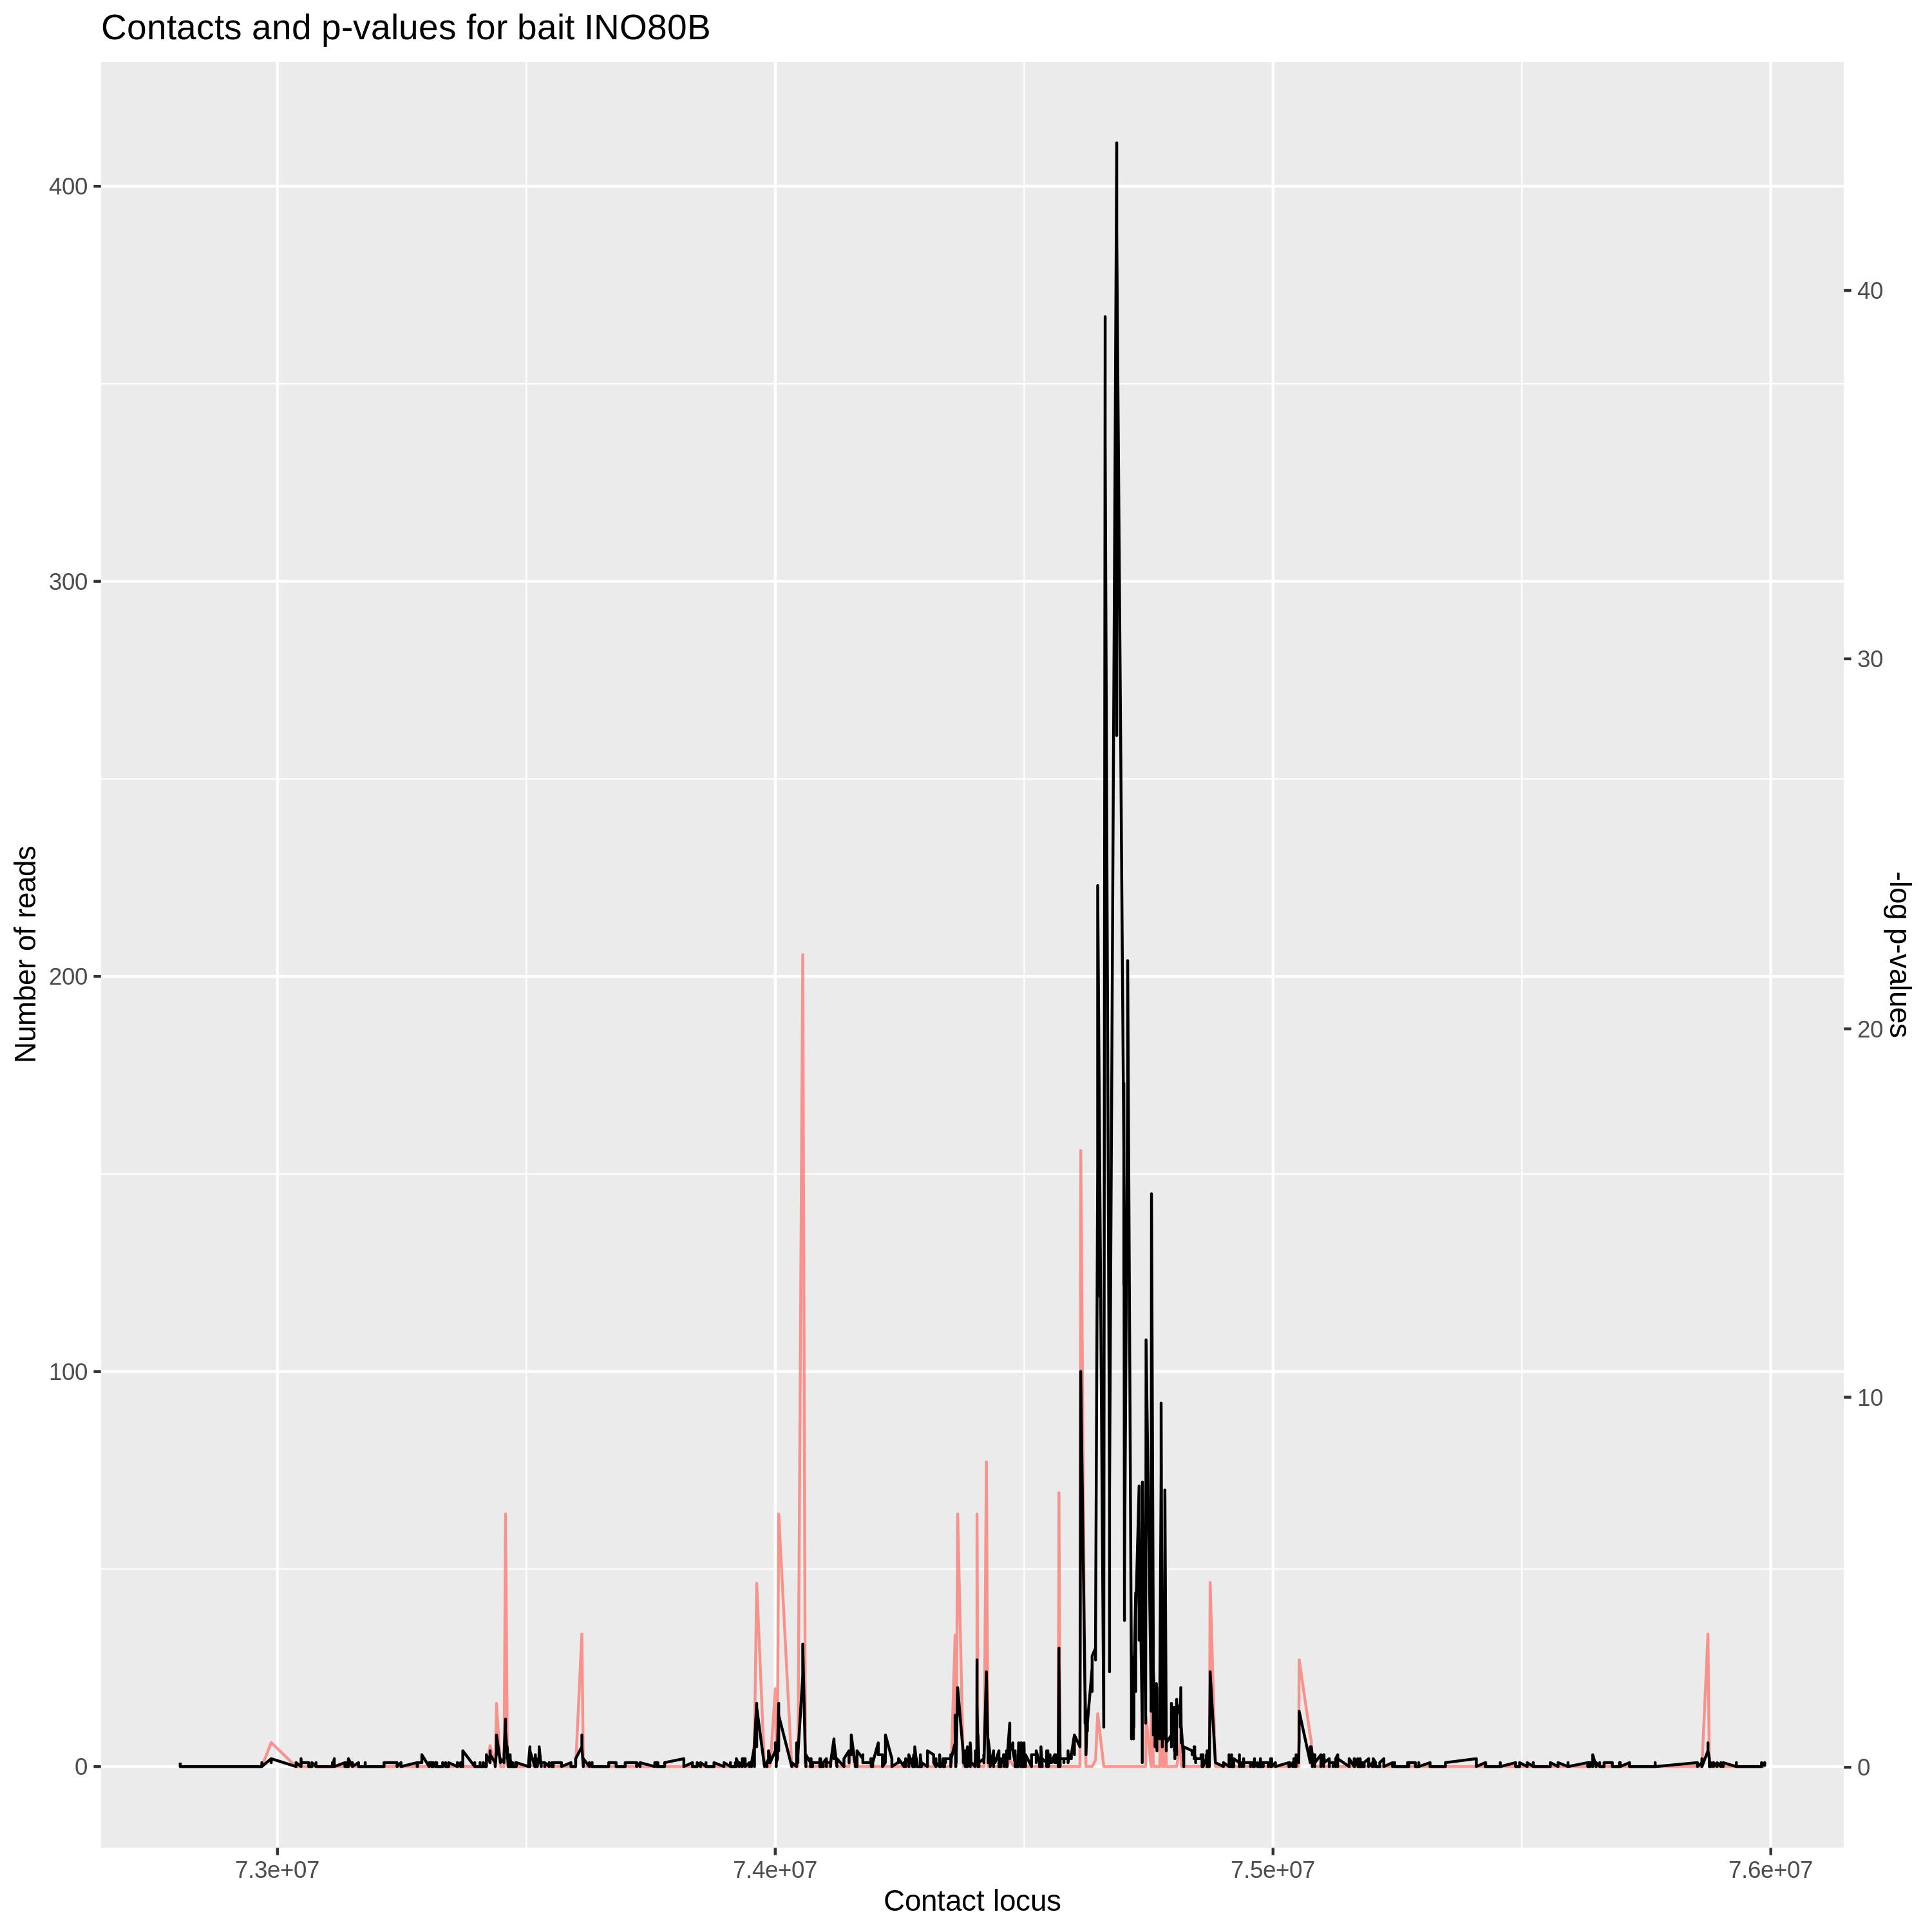 Contacts and p-values for bait INO80B
400
300
200
100
0
Number of reads
40
30
20
10
0
-log p-values
7.3e+07
7.4e+07
7.5e+07
7.6e+07
Contact locus